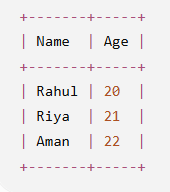 +-------+-----+
| Name  | Age |
+-------+-----+
| Rahul | 20  |
| Riya  | 21  |
| Aman  | 22  |
+-------+-----+